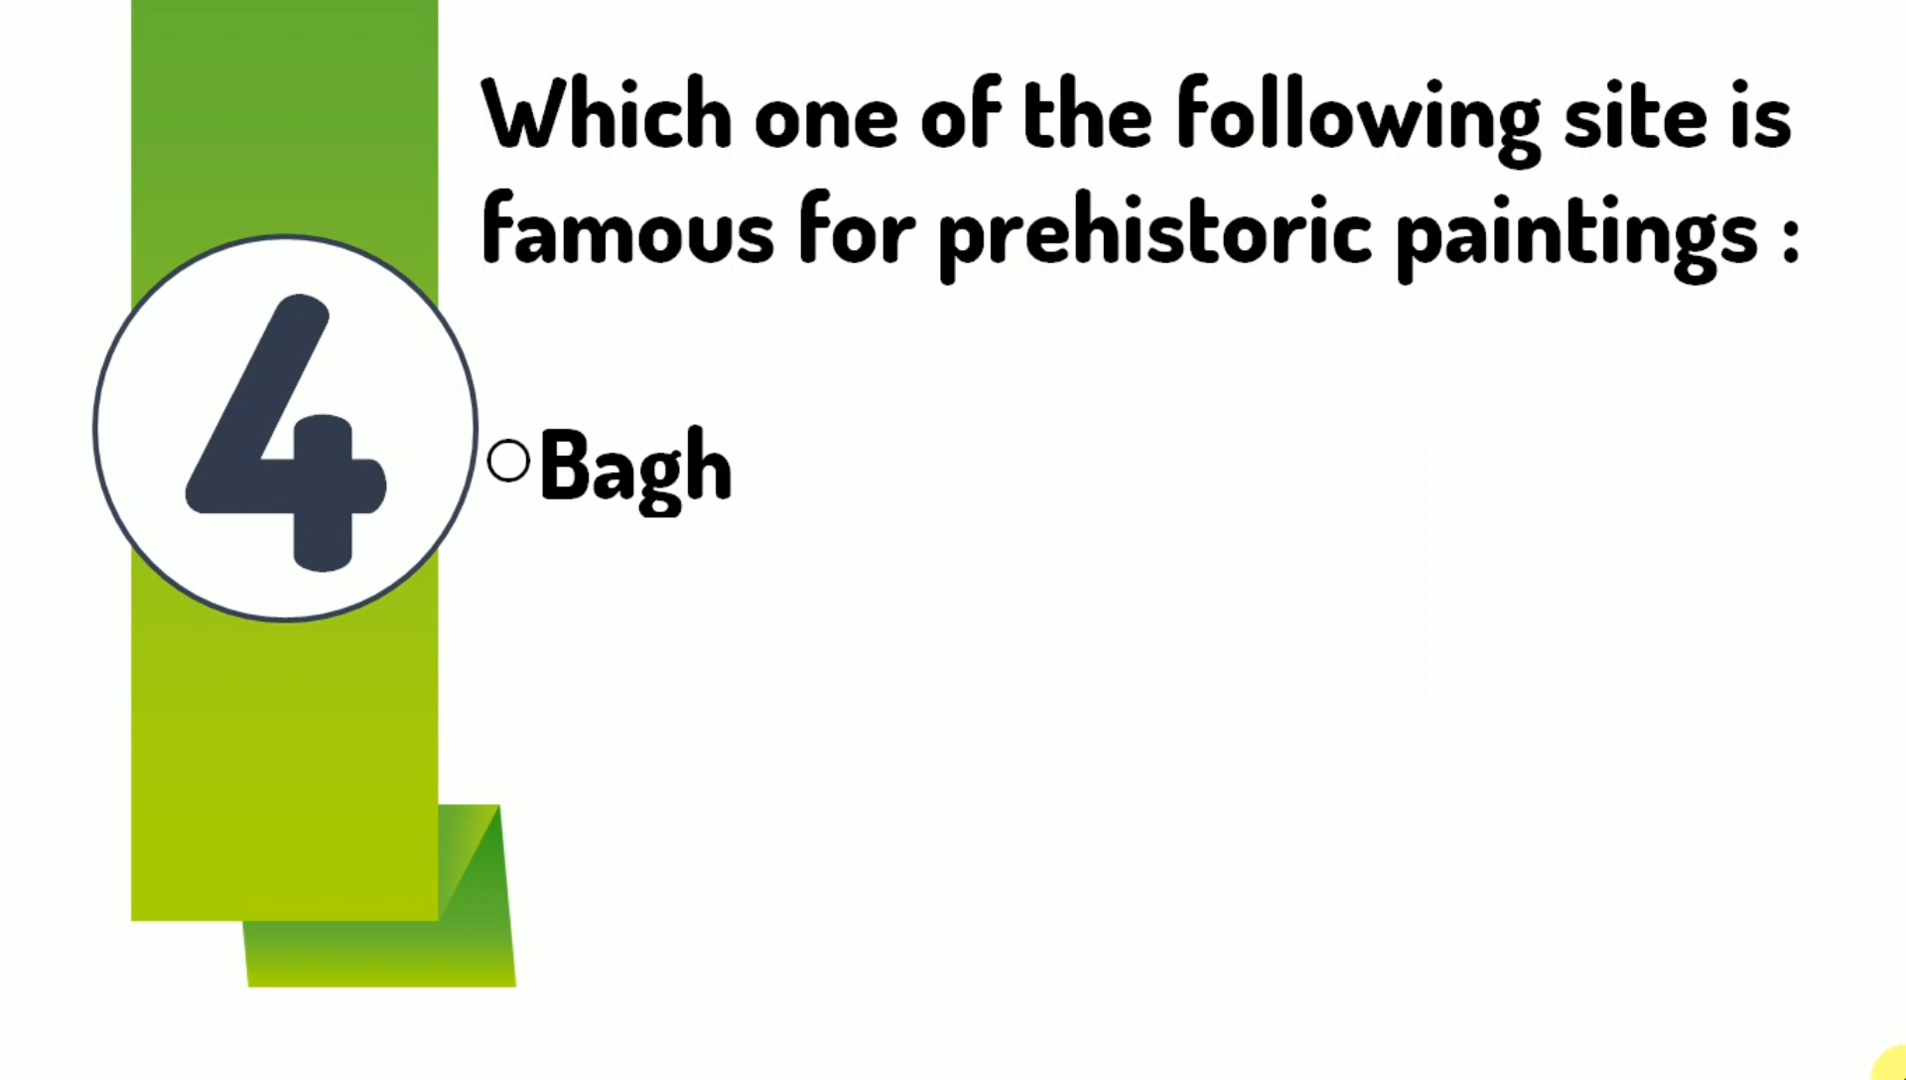 Which one of the following site is
famous for prehistoric paintings :
4
○Bagh